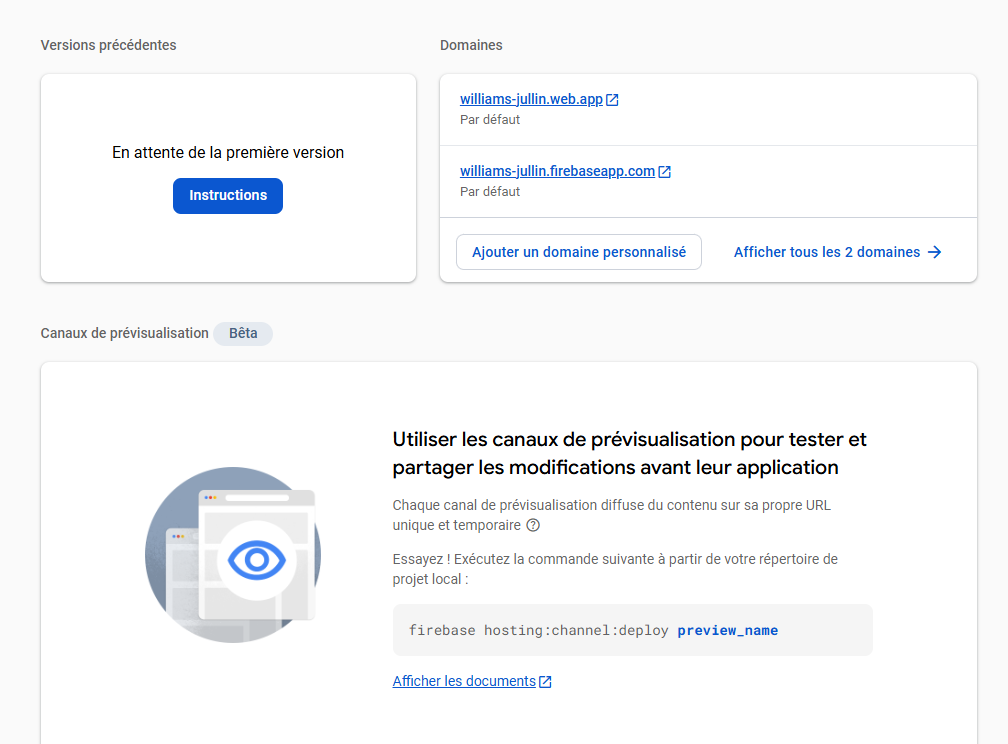 Versions précédentes
Domaines
En attente de la première version
Instructions
williams-jullin.web.app
Par défaut
williams-jullin.firebaseapp.com
Par défaut
Ajouter un domaine personnalisé
Afficher tous les 2 domaines
Canaux de prévisualisation Bêta
Utiliser les canaux de prévisualisation pour tester et
partager les modifications avant leur application
Chaque canal de prévisualisation diffuse du contenu sur sa propre URL
unique et temporaire
Essayez ! Exécutez la commande suivante à partir de votre répertoire de
projet local :
firebase hosting:channel:deploy preview_name
Afficher les documents